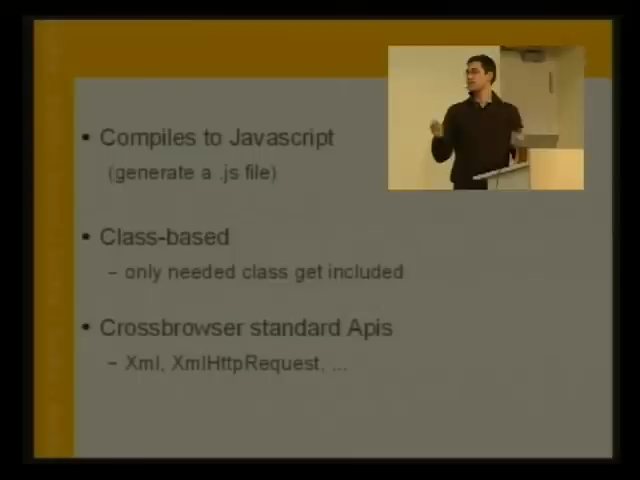 • Compiles to Javascript
(generate a .js file)
• Class-based
– only needed class get included
• Crossbrowser standard Apis
– Xml, XmlHttpRequest, ...